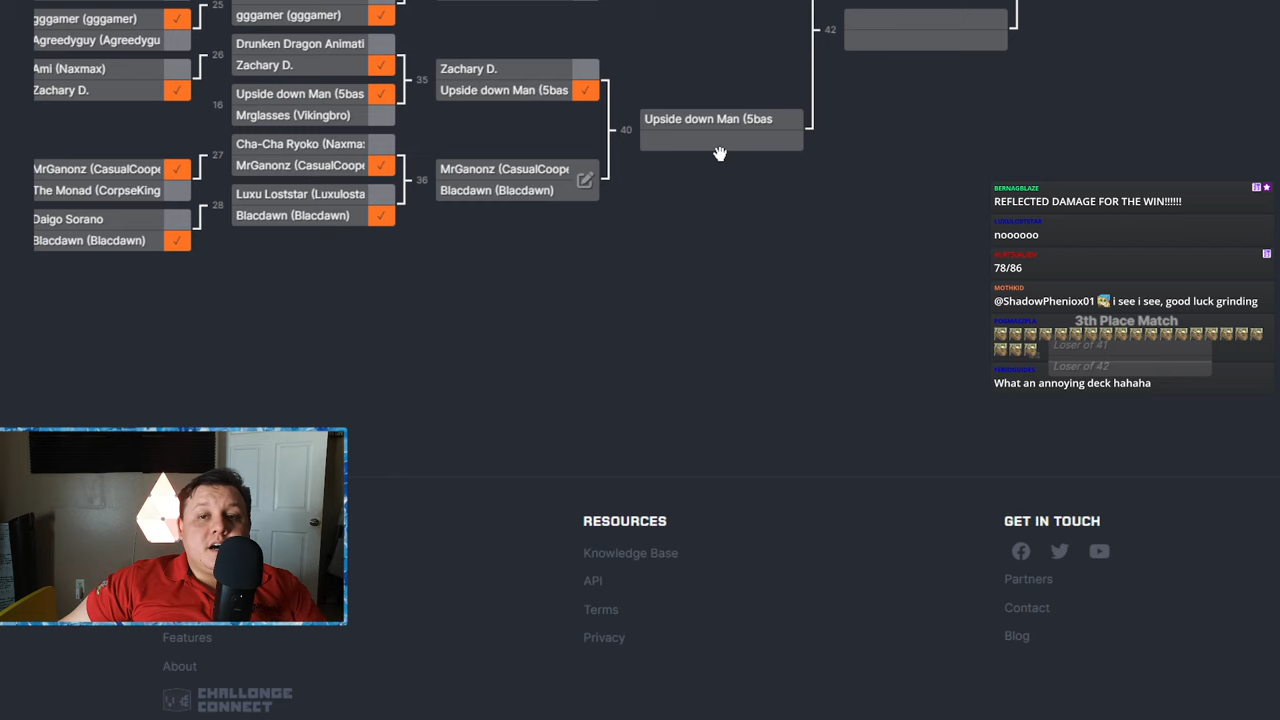 gggamer (gggamer)
Agreedyguy (Agreedygu
26
Ami (Naxmax)
Zachary D.
27
MrGanonz (CasualCoope
The Monad (CorpseKing
28
Daigo Sorano
Blacdawn (Blacdawn)
25
gggamer (gggamer)
Drunken Dragon Animati
Zachary D.
16
Upside down Man (5bas
Mrglasses (Vikingbro)
Cha-Cha Ryoko (Naxma:
MrGanonz (CasualCoope
Luxu Loststar (Luxulosta
Blacdawn (Blacdawn)
35
Zachary D.
Upside down Man (5bas
36
MrGanonz (CasualCoope
Blacdawn (Blacdawn)
40
Upside down Man (5bas
42
BERNAGBLAZE
REFLECTED DAMAGE FOR THE WIN!!!!!!
LUXULOSTSTAR
noooooo
78/86
MOTHKID
@ShadowPheniox01 i see i see, good luck grinding
3th Place Match
Loser of 41
Loser of 42
What an annoying deck hahaha
Features
About
CHALLONGE
CONNECT
RESOURCES
Knowledge Base
API
Terms
Privacy
GET IN TOUCH
Partners
Contact
Blog